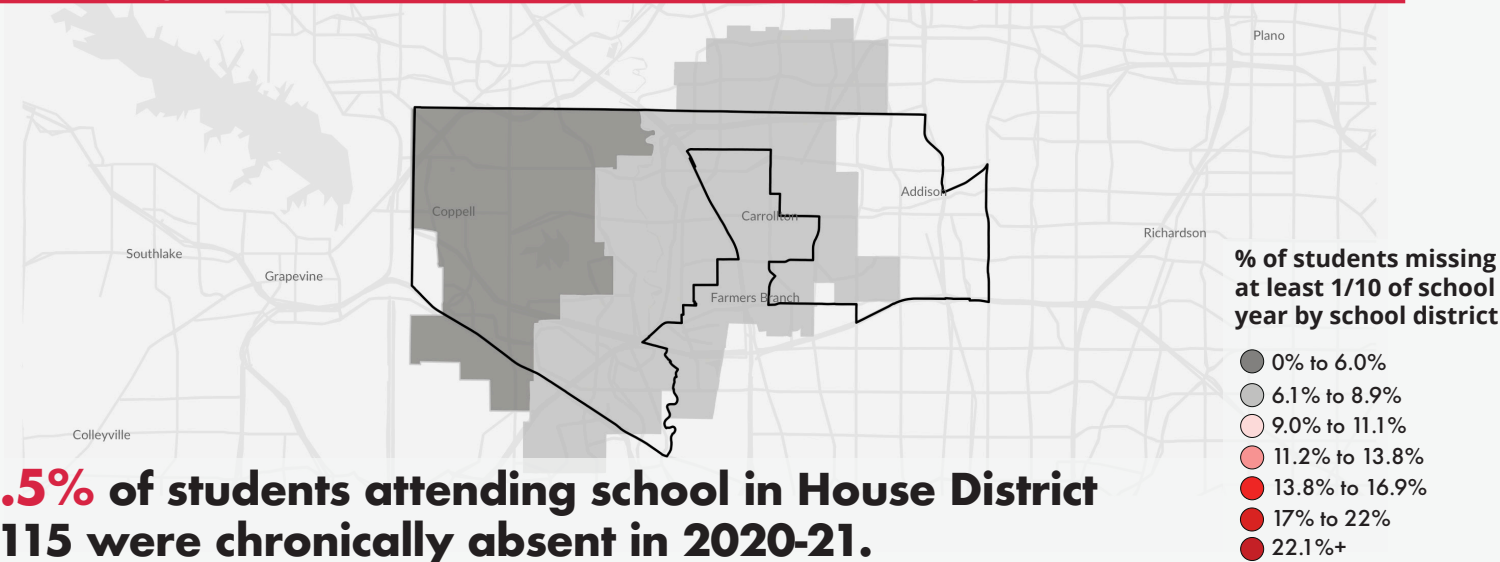 Plano
Coppell
Addison
Carrollton
Southlake
Richardson
Grapevine
Farmers Branch
Colleyville
% of students missing
at least 1/10 of school
year by school district
0% to 6.0%
6.1% to 8.9%
9.0% to 11.1%
11.2% to 13.8%
13.8% to 16.9%
17% to 22%
22.1%+
.5% of students attending school in House District
115 were chronically absent in 2020-21.